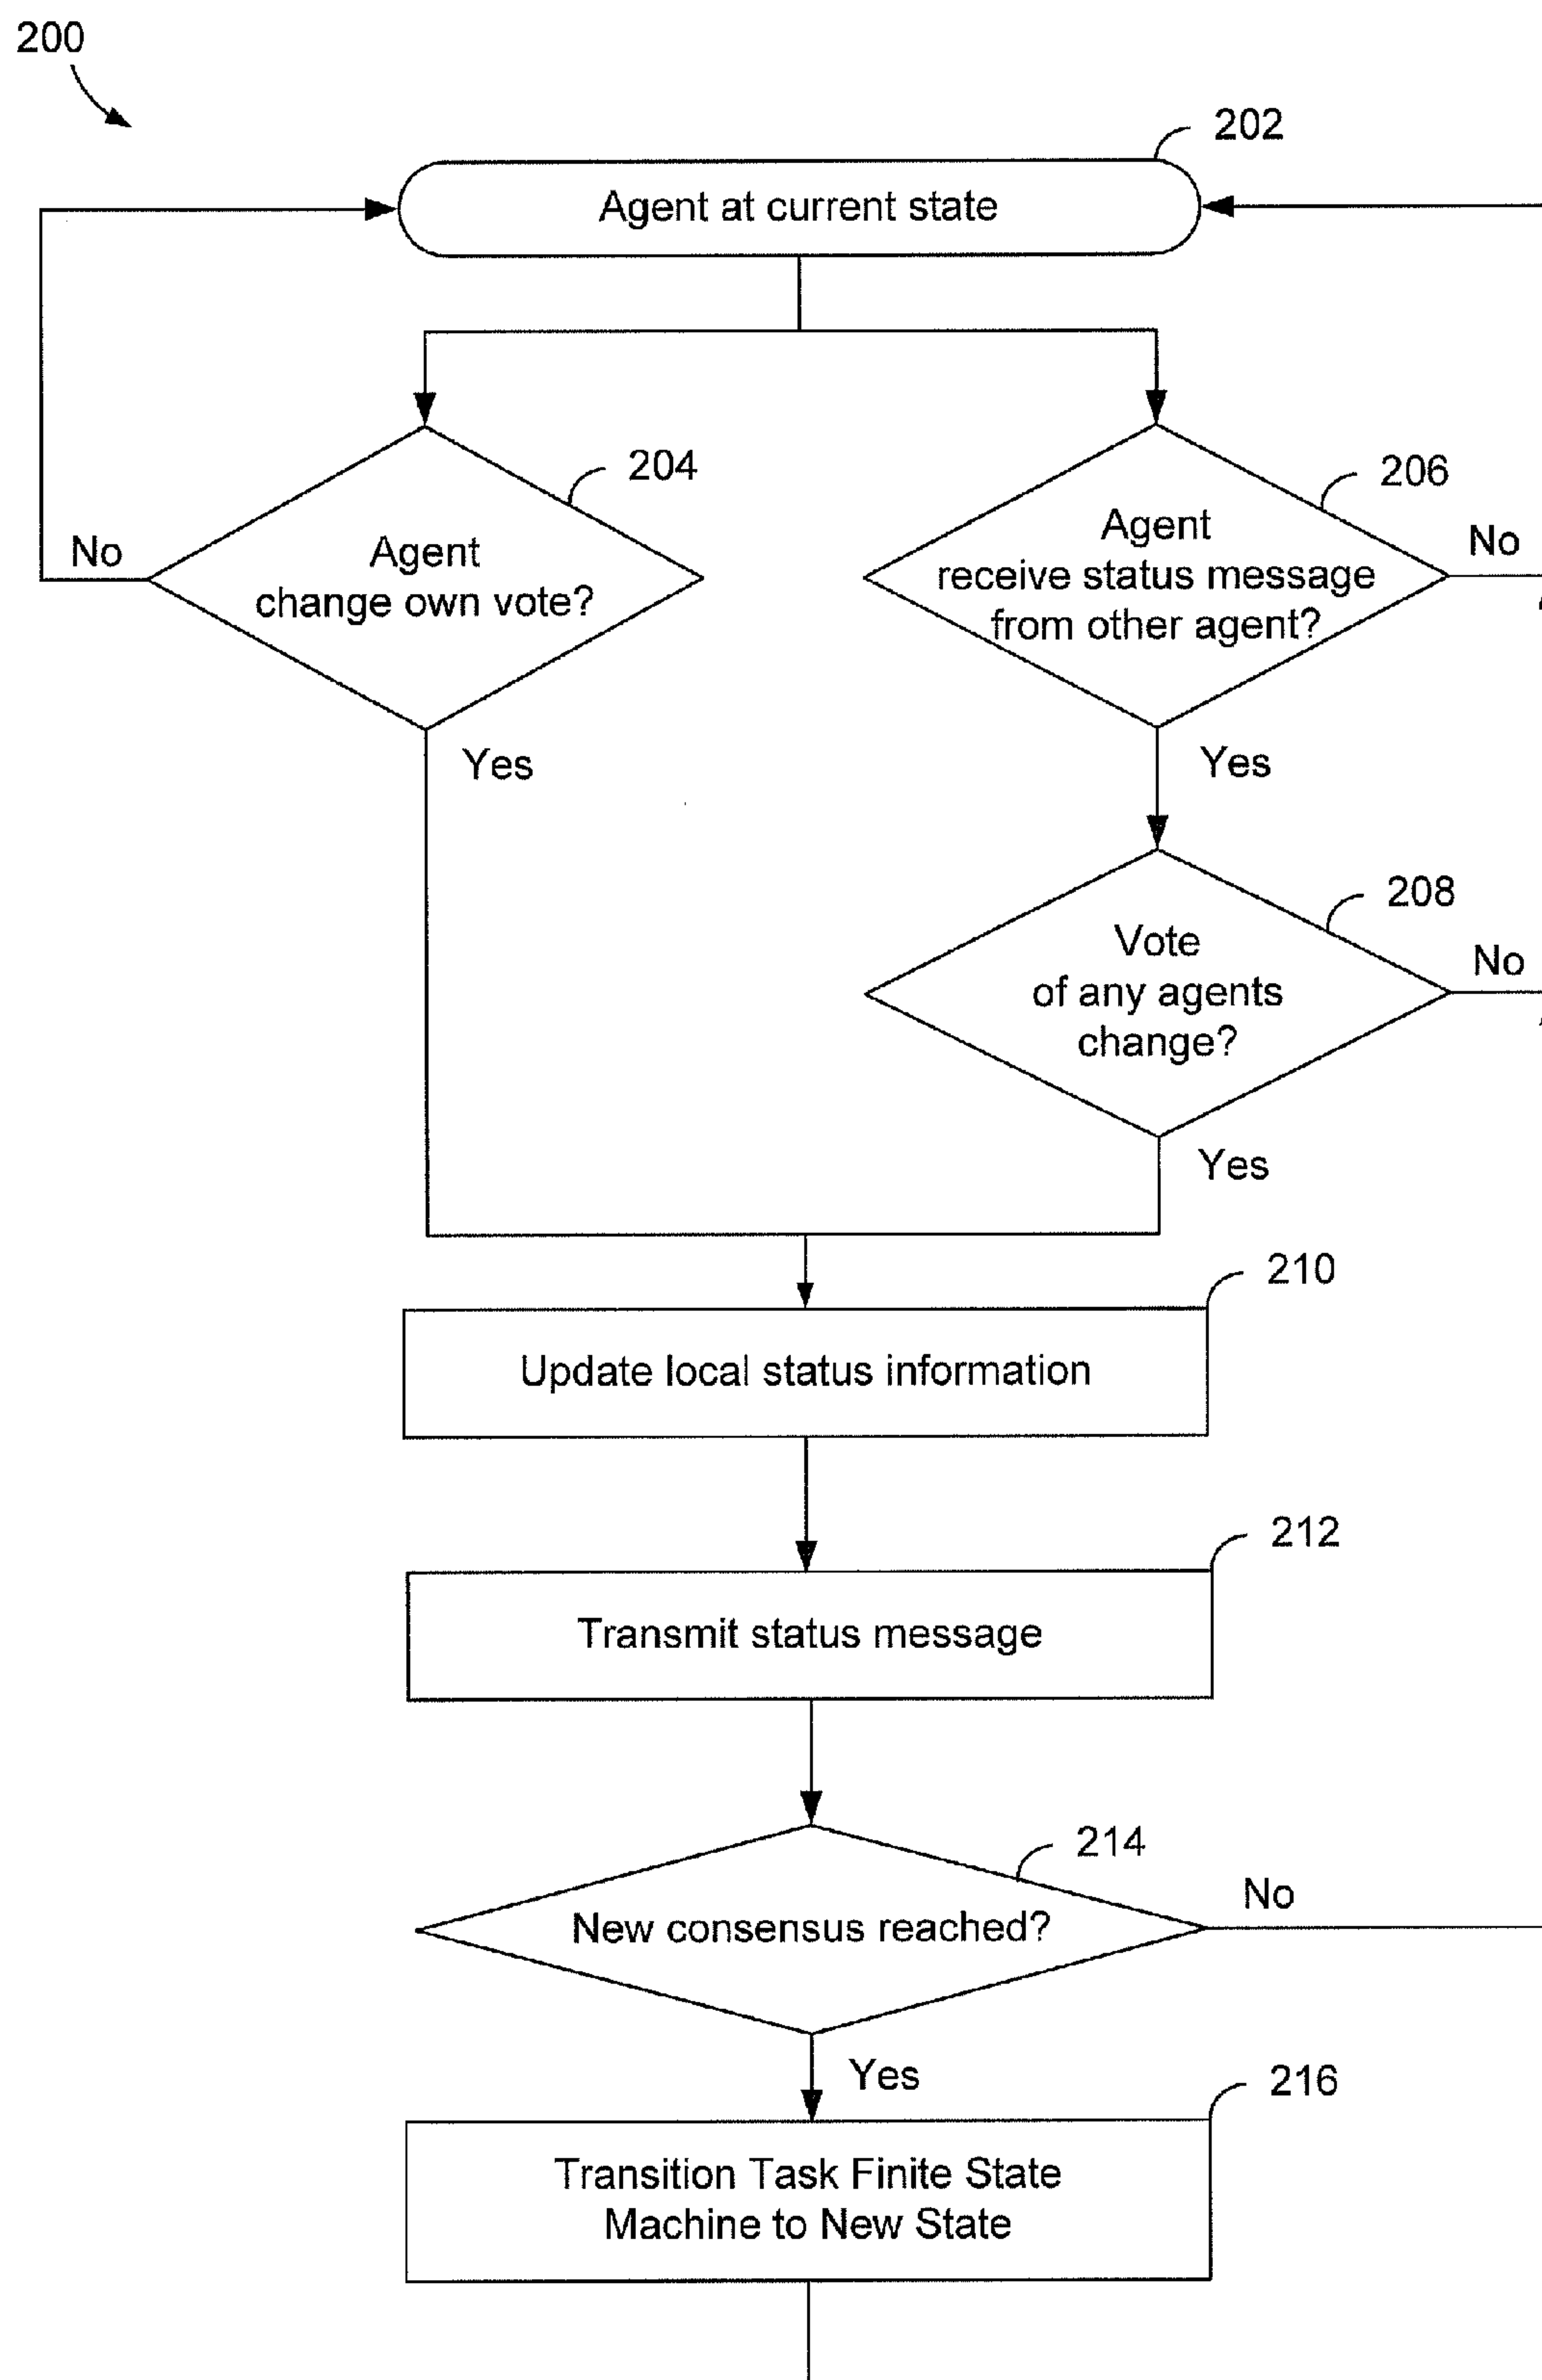 200
202
Agent at current state
204
No
Agent
change own vote?
Yes
206
Agent
receive status message
from other agent?
No
Yes
208
Vote
of any agents
change?
No
Yes
210
Update local status information
212
Transmit status message
214
New consensus reached?
No
Yes
216
Transition Task Finite State
Machine to New State